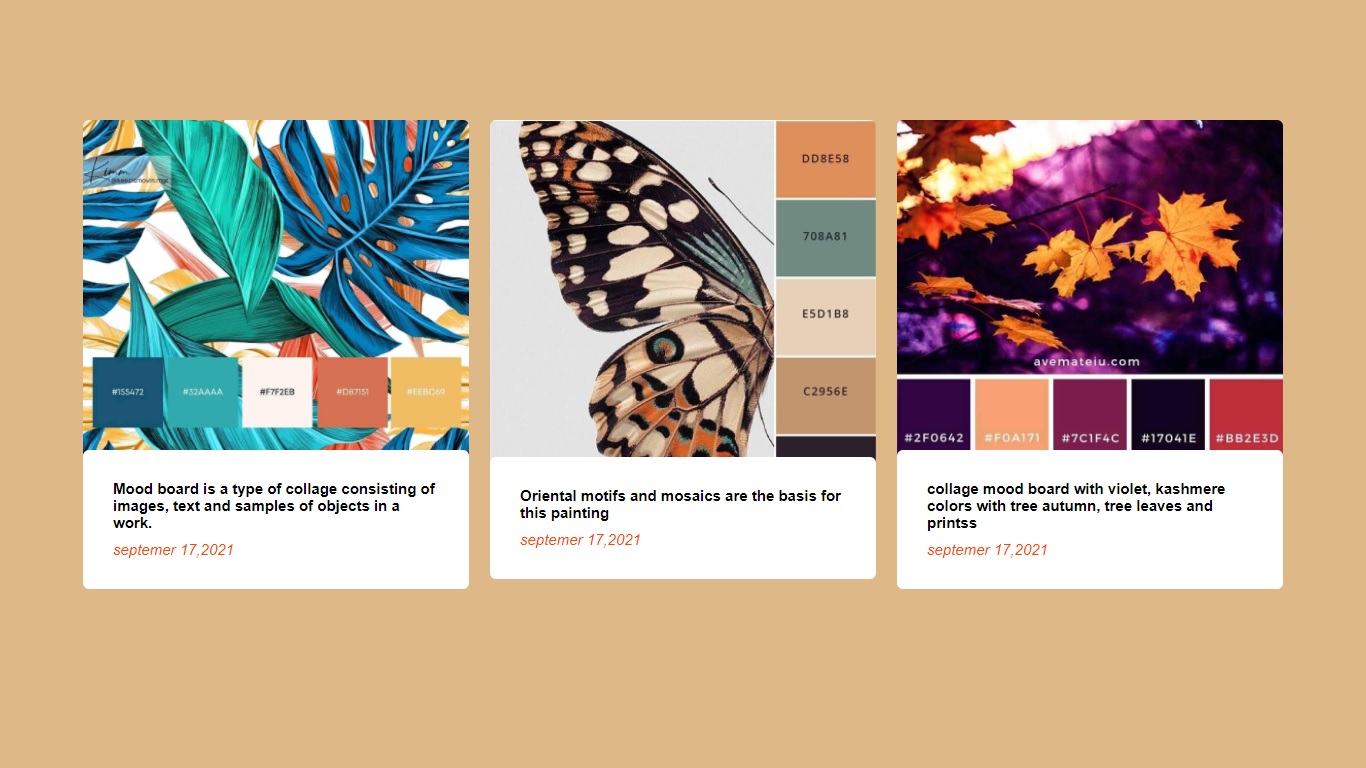 #155472
#32AAAA
#F7F2EB
#D87151
#EEBC69
Mood board is a type of collage consisting of
images, text and samples of objects in a
work.
septemer 17,2021
DD8E58
708A81
E5D1B8
C2956E
Oriental motifs and mosaics are the basis for
this painting
septemer 17,2021
avemateiu.com
#2F0642
#F0A171
#7C1F4C
#17041E
#BB2E3D
collage mood board with violet, kashmere
colors with tree autumn, tree leaves and
printss
septemer 17,2021